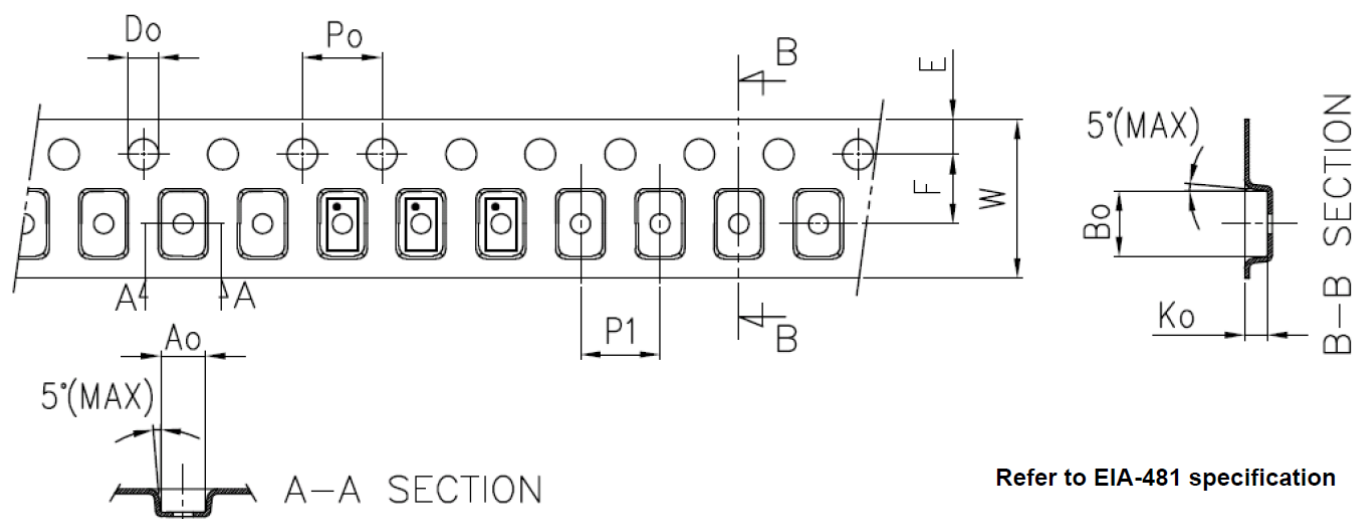 Do
Po
B
E
5°(MAX)
F
W
Bo
B-B SECTION
A
A
P1
B
Ko
Ao
5°(MAX)
A-A SECTION
Refer to EIA-481 specification